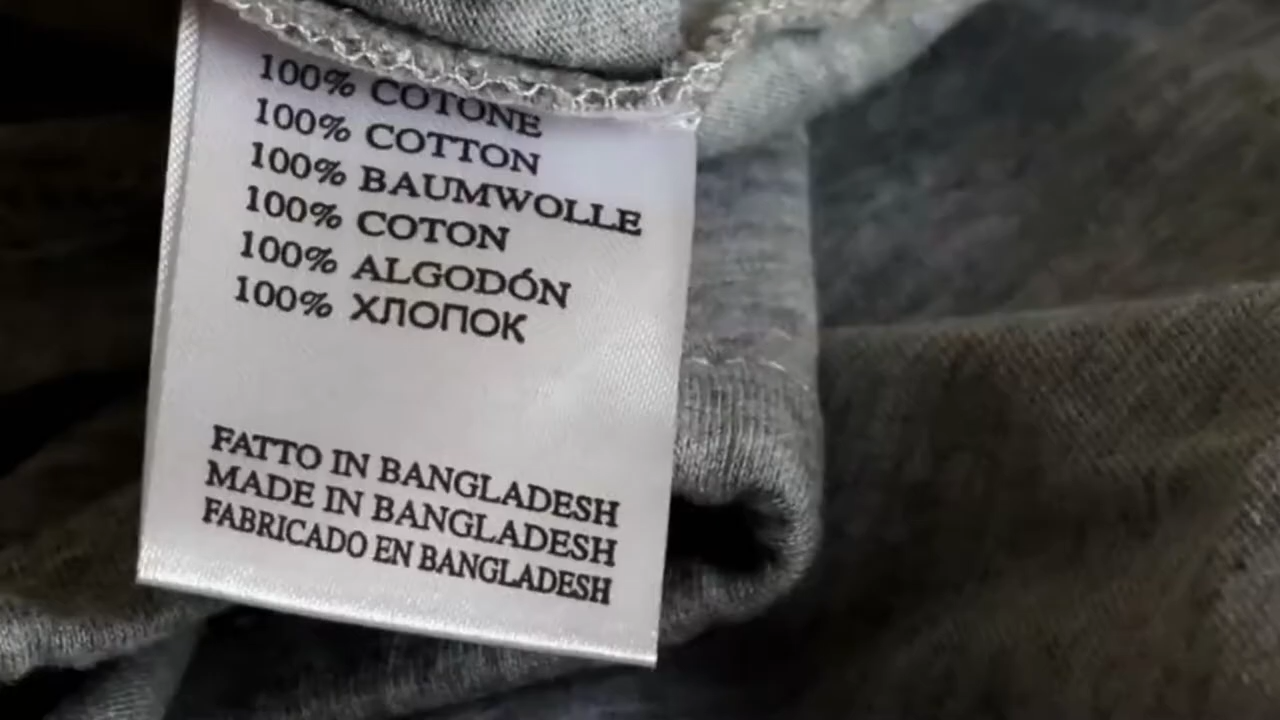 100% COTONE
100% COTTON
100% BAUMWOLLE
100% COTON
100% ALGODÓN
100% ХЛОПОК
FATTO IN BANGLADESH
MADE IN BANGLADESH
FABRICADO EN BANGLADESH